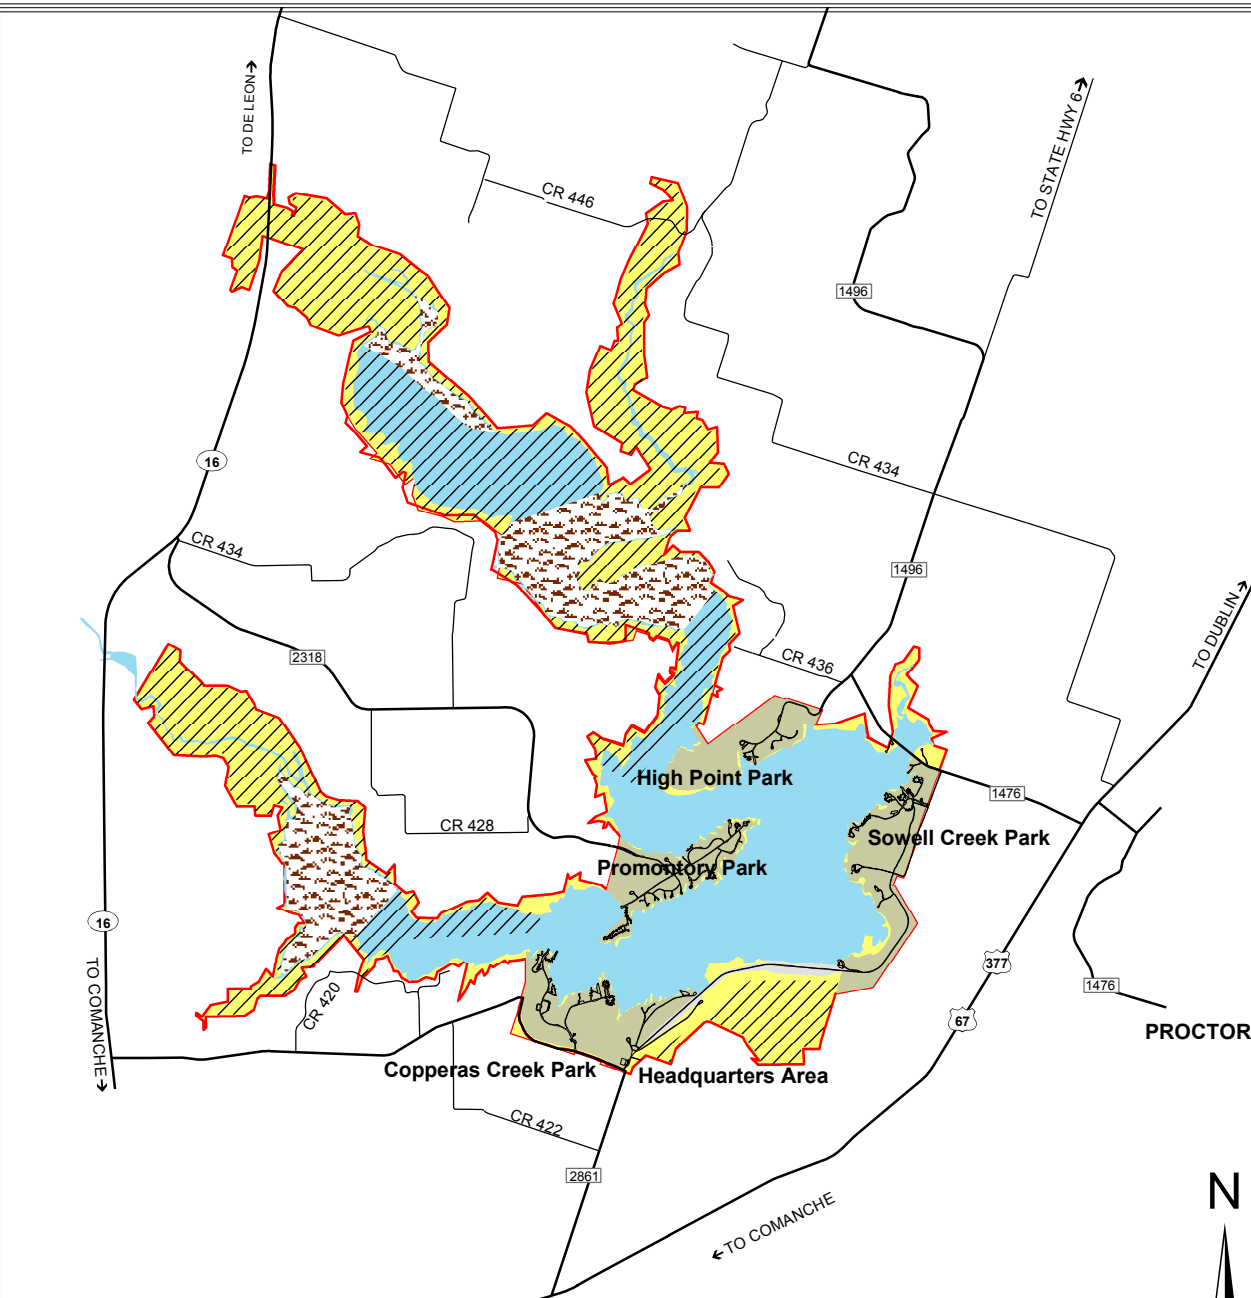 TO DE LEON→
TO STATE HWY 6→
CR 446
1496
16
CR 434
CR 434
1496
TO DUBLIN→
2318
CR 436
High Point Park
1476
CR 428
Sowell Creek Park
Promontory Park
16
377
TO COMANCHE→
CR 420
1476
67
PROCTOR
Copperas Creek Park
Headquarters Area
CR 422
2861
N
←TO COMANCHE